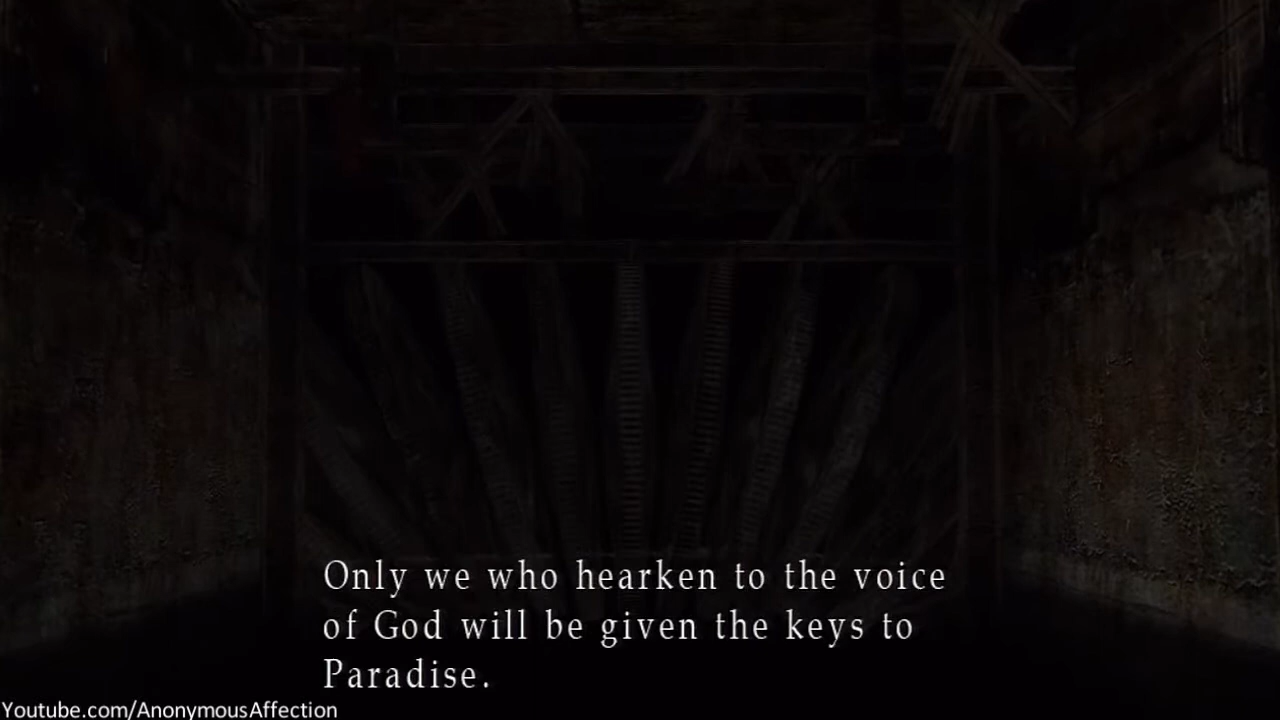 Only we who hearken to the voice
of God will be given the keys to
Paradise.
Youtube.com/AnonymousAffection